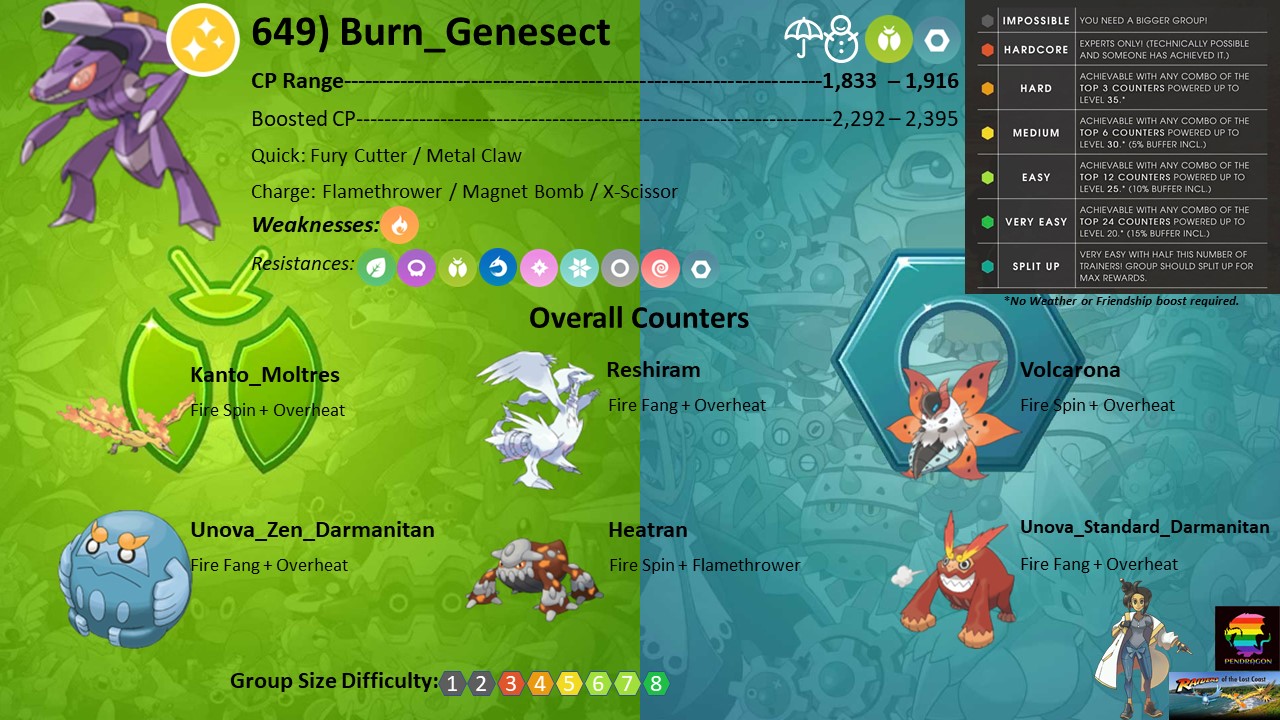 649) Burn_Genesect
CP Range-------------------------------------------------------------------1,833 – 1,916
Boosted CP-------------------------------------------------------------------2,292 – 2,395
Quick: Fury Cutter / Metal Claw
Charge: Flamethrower / Magnet Bomb / X-Scissor
Weaknesses:
Resistances:
IMPOSSIBLE YOU NEED A BIGGER GROUP!
HARDCORE EXPERTS ONLY! (TECHNICALLY POSSIBLE
AND SOMEONE HAS ACHIEVED IT.)
HARD ACHIEVABLE WITH ANY COMBO OF THE
TOP 3 COUNTERS POWERED UP TO
LEVEL 35.*
MEDIUM ACHIEVABLE WITH ANY COMBO OF THE
TOP 6 COUNTERS POWERED UP TO
LEVEL 30.* (5% BUFFER INCL.)
EASY ACHIEVABLE WITH ANY COMBO OF THE
TOP 12 COUNTERS POWERED UP TO
LEVEL 25.* (10% BUFFER INCL.)
VERY EASY ACHIEVABLE WITH ANY COMBO OF THE
TOP 24 COUNTERS POWERED UP TO
LEVEL 20.* (15% BUFFER INCL.)
SPLIT UP VERY EASY WITH HALF THIS NUMBER OF
TRAINERS! GROUP SHOULD SPLIT UP FOR
MAX REWARDS.
*No Weather or Friendship boost required.
Overall Counters
Kanto_Moltres
Fire Spin + Overheat
Reshiram
Fire Fang + Overheat
Volcarona
Fire Spin + Overheat
Unova_Zen_Darmanitan
Fire Fang + Overheat
Heatran
Fire Spin + Flamethrower
Unova_Standard_Darmanitan
Fire Fang + Overheat
Group Size Difficulty: 1 2 3 4 5 6 7 8
PENDRAGON
RAIDERS of the Lost Coast